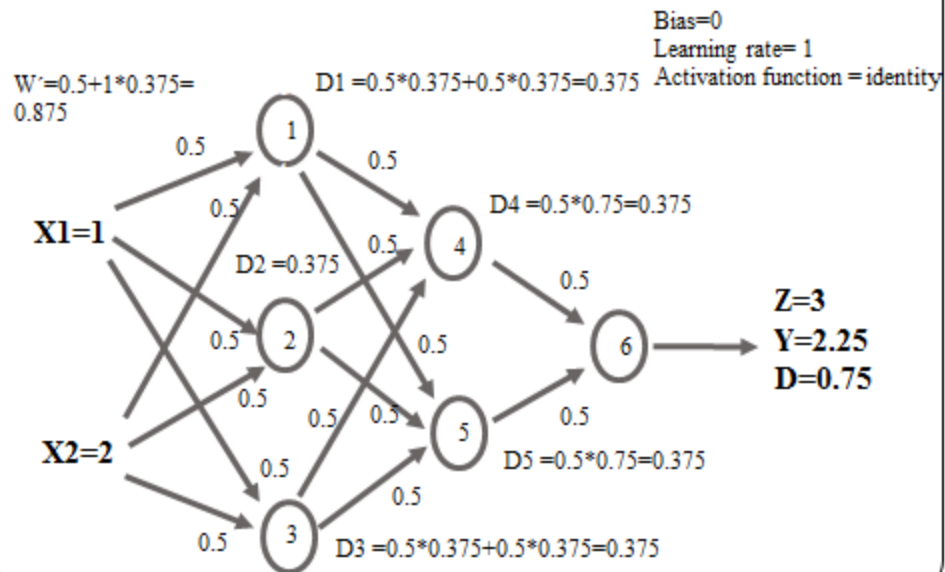 Bias=0
Learning rate= 1
Activation function = identity
W´=0.5+1*0.375=
0.875
D1 =0.5*0.375+0.5*0.375=0.375
1
0.5
0.5
0.5
D4 =0.5*0.75=0.375
X1=1
0.5
4
D2 =0.375
0.5
Z=3
2
0.5
0.5
6
Y=2.25
D=0.75
0.5
0.5
0.5
0.5
5
X2=2
D5 =0.5*0.75=0.375
0.5
0.5
0.5
3
D3 =0.5*0.375+0.5*0.375=0.375